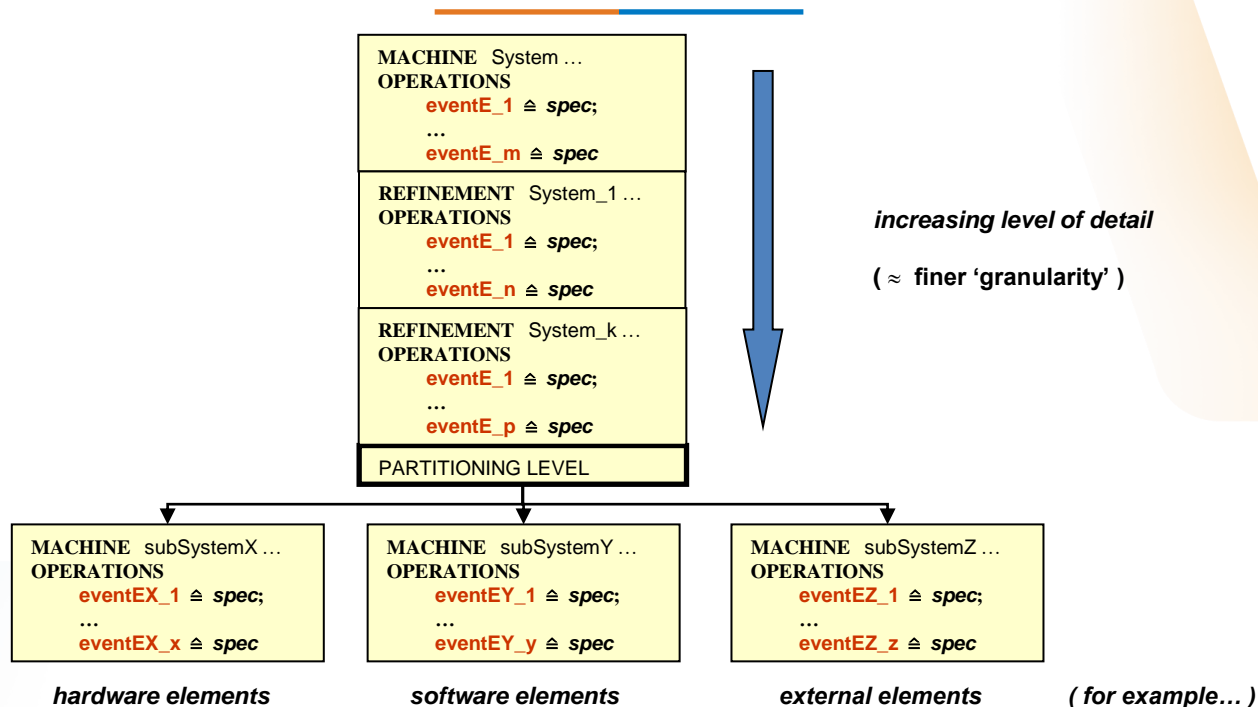 MACHINE System …
OPERATIONS
eventE_1 ≙ spec;
…
eventE_m ≙ spec
REFINEMENT System_1 …
OPERATIONS
eventE_1 ≙ spec;
…
eventE_n ≙ spec
increasing level of detail
( ≈ finer ‘granularity’ )
REFINEMENT System_k …
OPERATIONS
eventE_1 ≙ spec;
…
eventE_p ≙ spec
PARTITIONING LEVEL
MACHINE subSystemX …
OPERATIONS
eventEX_1 ≙ spec;
…
eventEX_x ≙ spec
MACHINE subSystemY …
OPERATIONS
eventEY_1 ≙ spec;
…
eventEY_y ≙ spec
MACHINE subSystemZ …
OPERATIONS
eventEZ_1 ≙ spec;
…
eventEZ_z ≙ spec
hardware elements
software elements
external elements
( for example… )